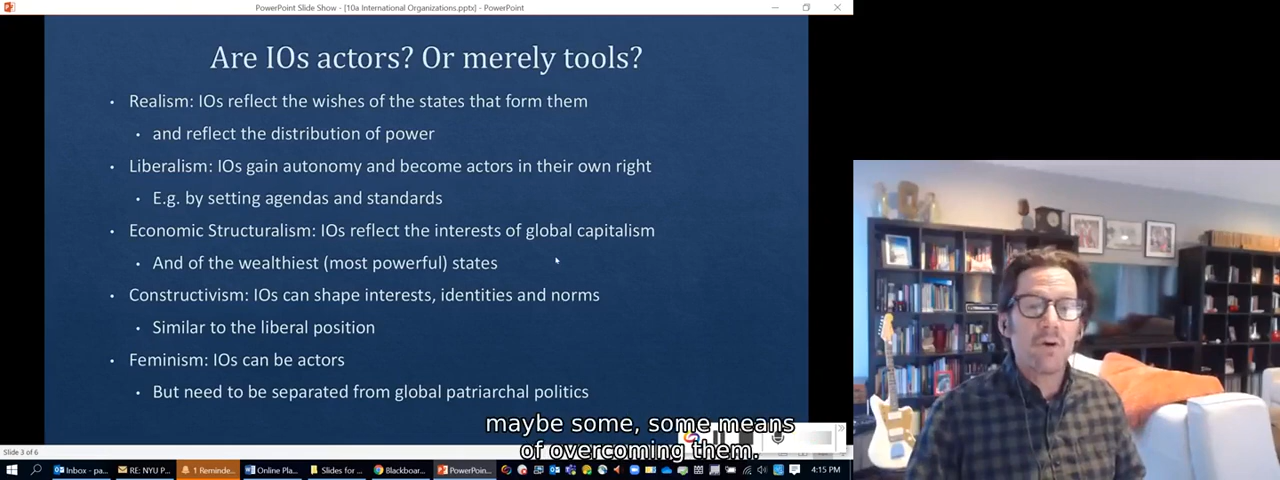 PowerPoint Slide Show - [10a International Organizations.pptx] - PowerPoint
Are IOs actors? Or merely tools?
• Realism: IOs reflect the wishes of the states that form them
• and reflect the distribution of power
• Liberalism: IOs gain autonomy and become actors in their own right
• E.g. by setting agendas and standards
• Economic Structuralism: IOs reflect the interests of global capitalism
• And of the wealthiest (most powerful) states
• Constructivism: IOs can shape interests, identities and norms
• Similar to the liberal position
• Feminism: IOs can be actors
• But need to be separated from global patriarchal politics
maybe some, some means
of overcoming them.
Slide 3 of 6
Inbox - pa... RE: NYU P... 1 Reminde... Online Pla... Slides for ... Blackboar... PowerPoin... 4:15 PM